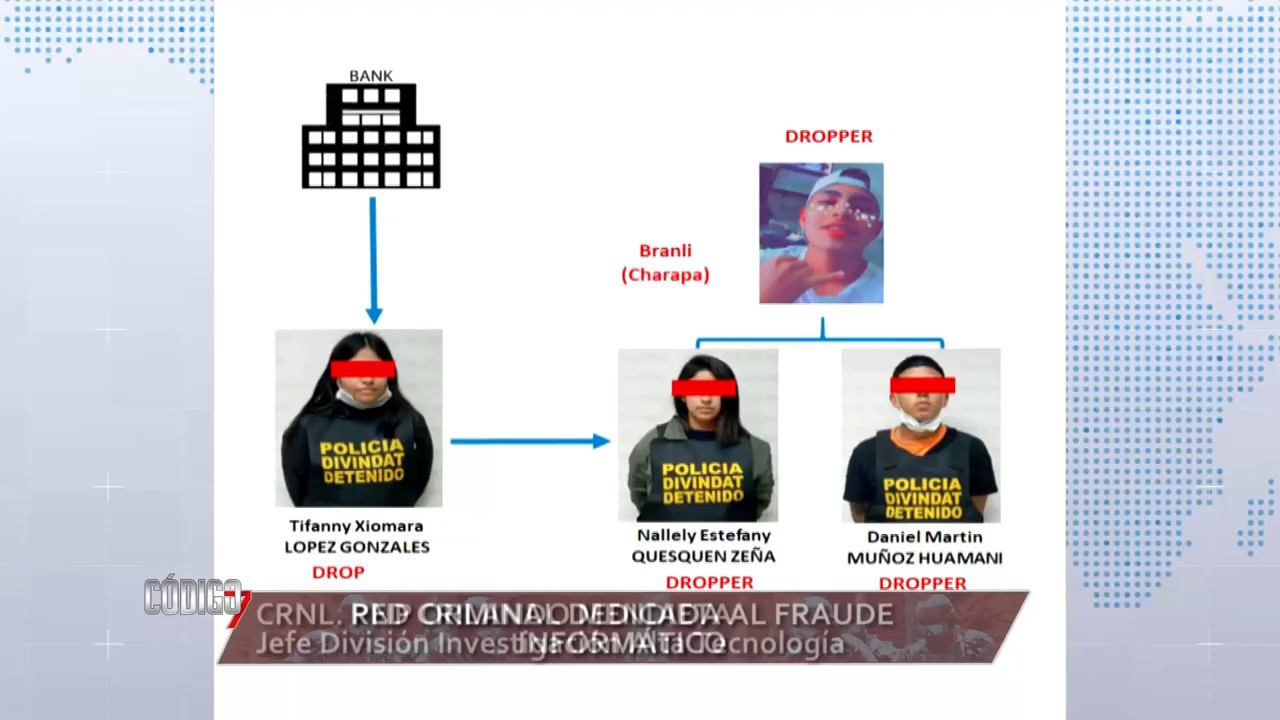 BANK
DROPPER
Branli
(Charapa)
POLICIA
DIVINDAT
DETENIDO
POLICIA
DIVINDAT
DETENIDO
POLICIA
DIVINDAT
DETENIDO
Tifanny Xiomara
LOPEZ GONZALES
DROP
Nallely Estefany
QUESQUEN ZEÑA
DROPPER
Daniel Martin
MUÑOZ HUAMANI
DROPPER
CÓDIGO 7
CRNL.
RED CRIMINAL DEDICADA AL FRAUDE
INFORMÁTICO
Jefe División Investigación Alta Tecnología